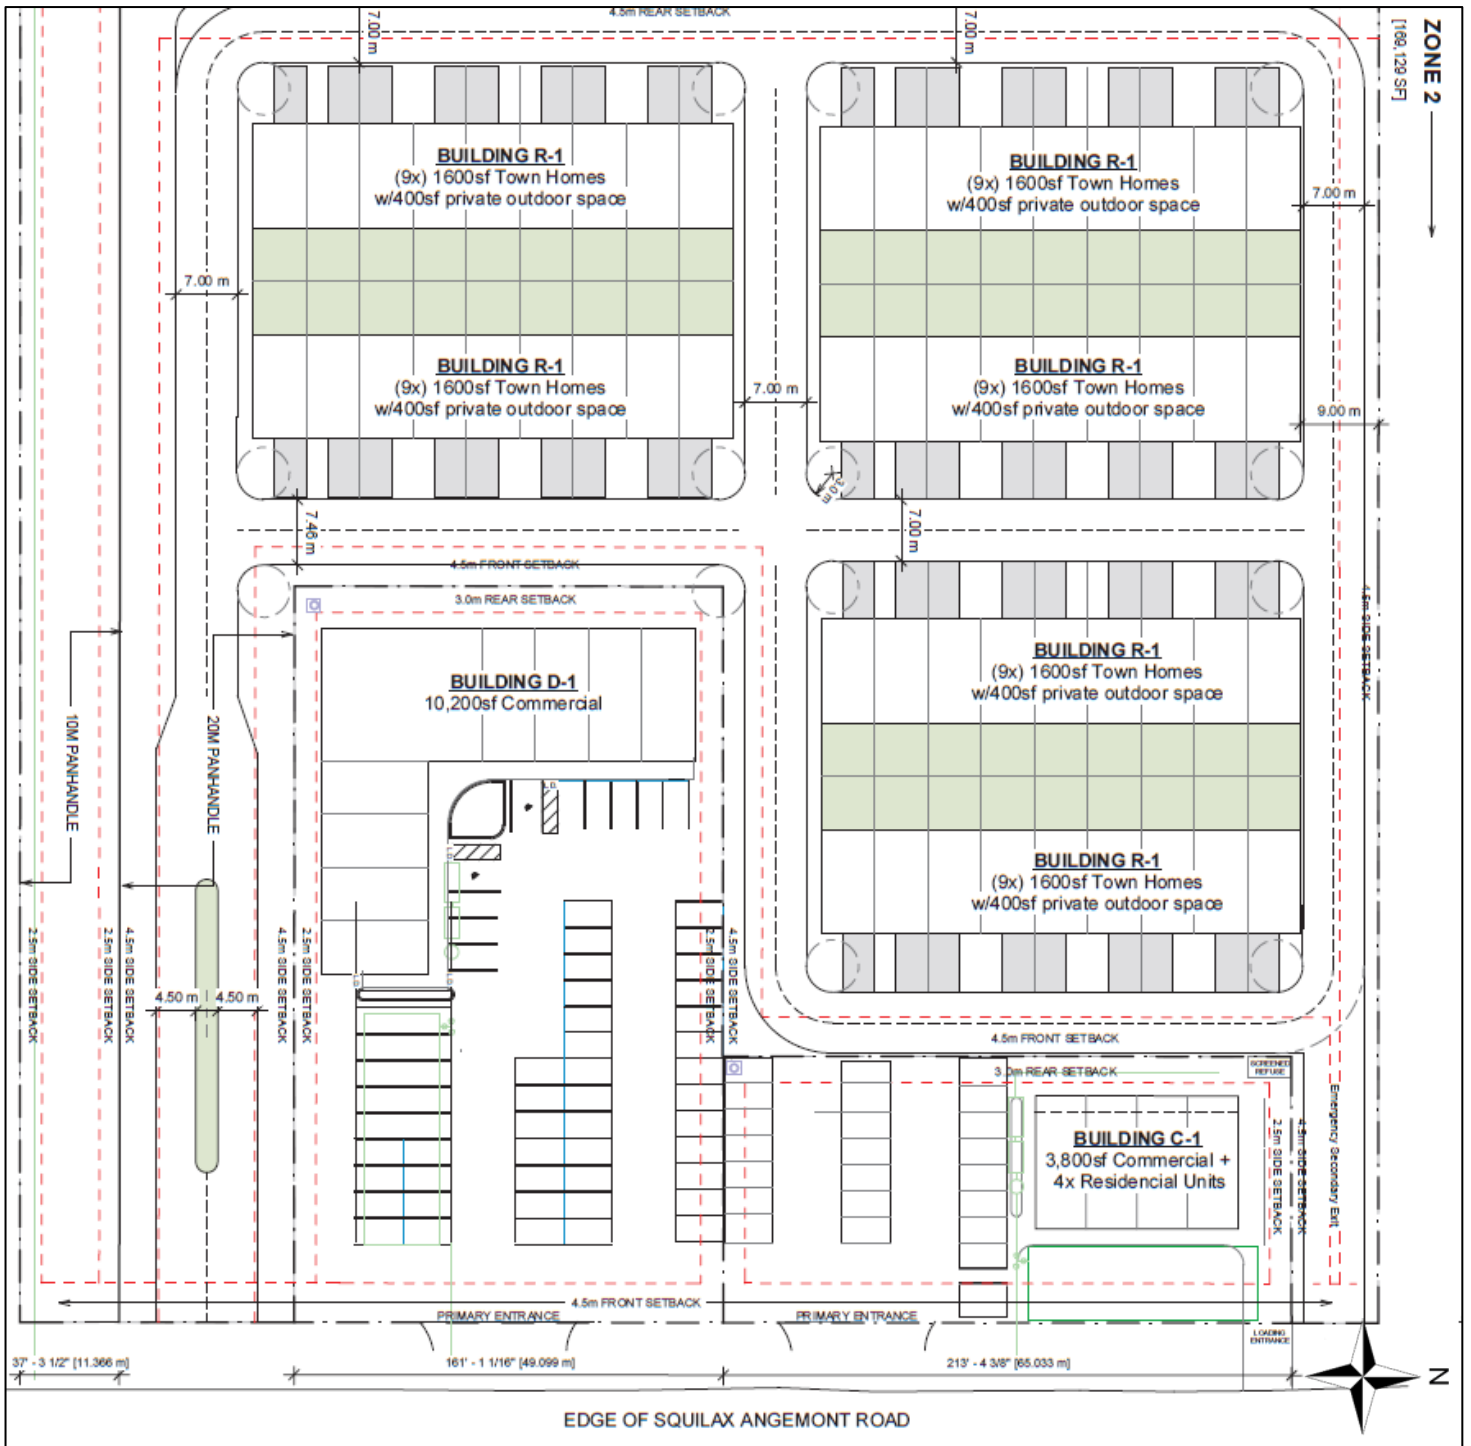 4.5m REAR SETBACK
7.00 m
7.00 m
ZONE 2
[169,129 SF]
BUILDING R-1
(9x) 1600sf Town Homes
w/400sf private outdoor space
BUILDING R-1
(9x) 1600sf Town Homes
w/400sf private outdoor space
7.00 m
7.00 m
BUILDING R-1
(9x) 1600sf Town Homes
w/400sf private outdoor space
7.00 m
BUILDING R-1
(9x) 1600sf Town Homes
w/400sf private outdoor space
9.00 m
3.0 m
7.46 m
7.00 m
4.5m FRONT SETBACK
3.0m REAR SETBACK
4.5m SIDE SETBACK
BUILDING D-1
10,200sf Commercial
BUILDING R-1
(9x) 1600sf Town Homes
w/400sf private outdoor space
10M PANHANDLE
20M PANHANDLE
L.D.
L.D.
BUILDING R-1
(9x) 1600sf Town Homes
w/400sf private outdoor space
2.5m SIDE SETBACK
2.5m SIDE SETBACK
4.5m SIDE SETBACK
4.5m SIDE SETBACK
2.5m SIDE SETBACK
2.5m SIDE SETBACK
4.5m SIDE SETBACK
4.50 m
4.50 m
4.5m FRONT SETBACK
3.0m REAR SETBACK
SCREENED
REFUSE
BUILDING C-1
3,800sf Commercial +
4x Residencial Units
2.5m SIDE SETBACK
4.5m SIDE SETBACK
Emergency Secondary Exit
4.5m FRONT SETBACK
PRIMARY ENTRANCE
PRIMARY ENTRANCE
LOADING
ENTRANCE
37' - 3 1/2" [11.366 m]
161' - 1 1/16" [49.099 m]
213' - 4 3/8" [65.033 m]
N
EDGE OF SQUILAX ANGEMONT ROAD